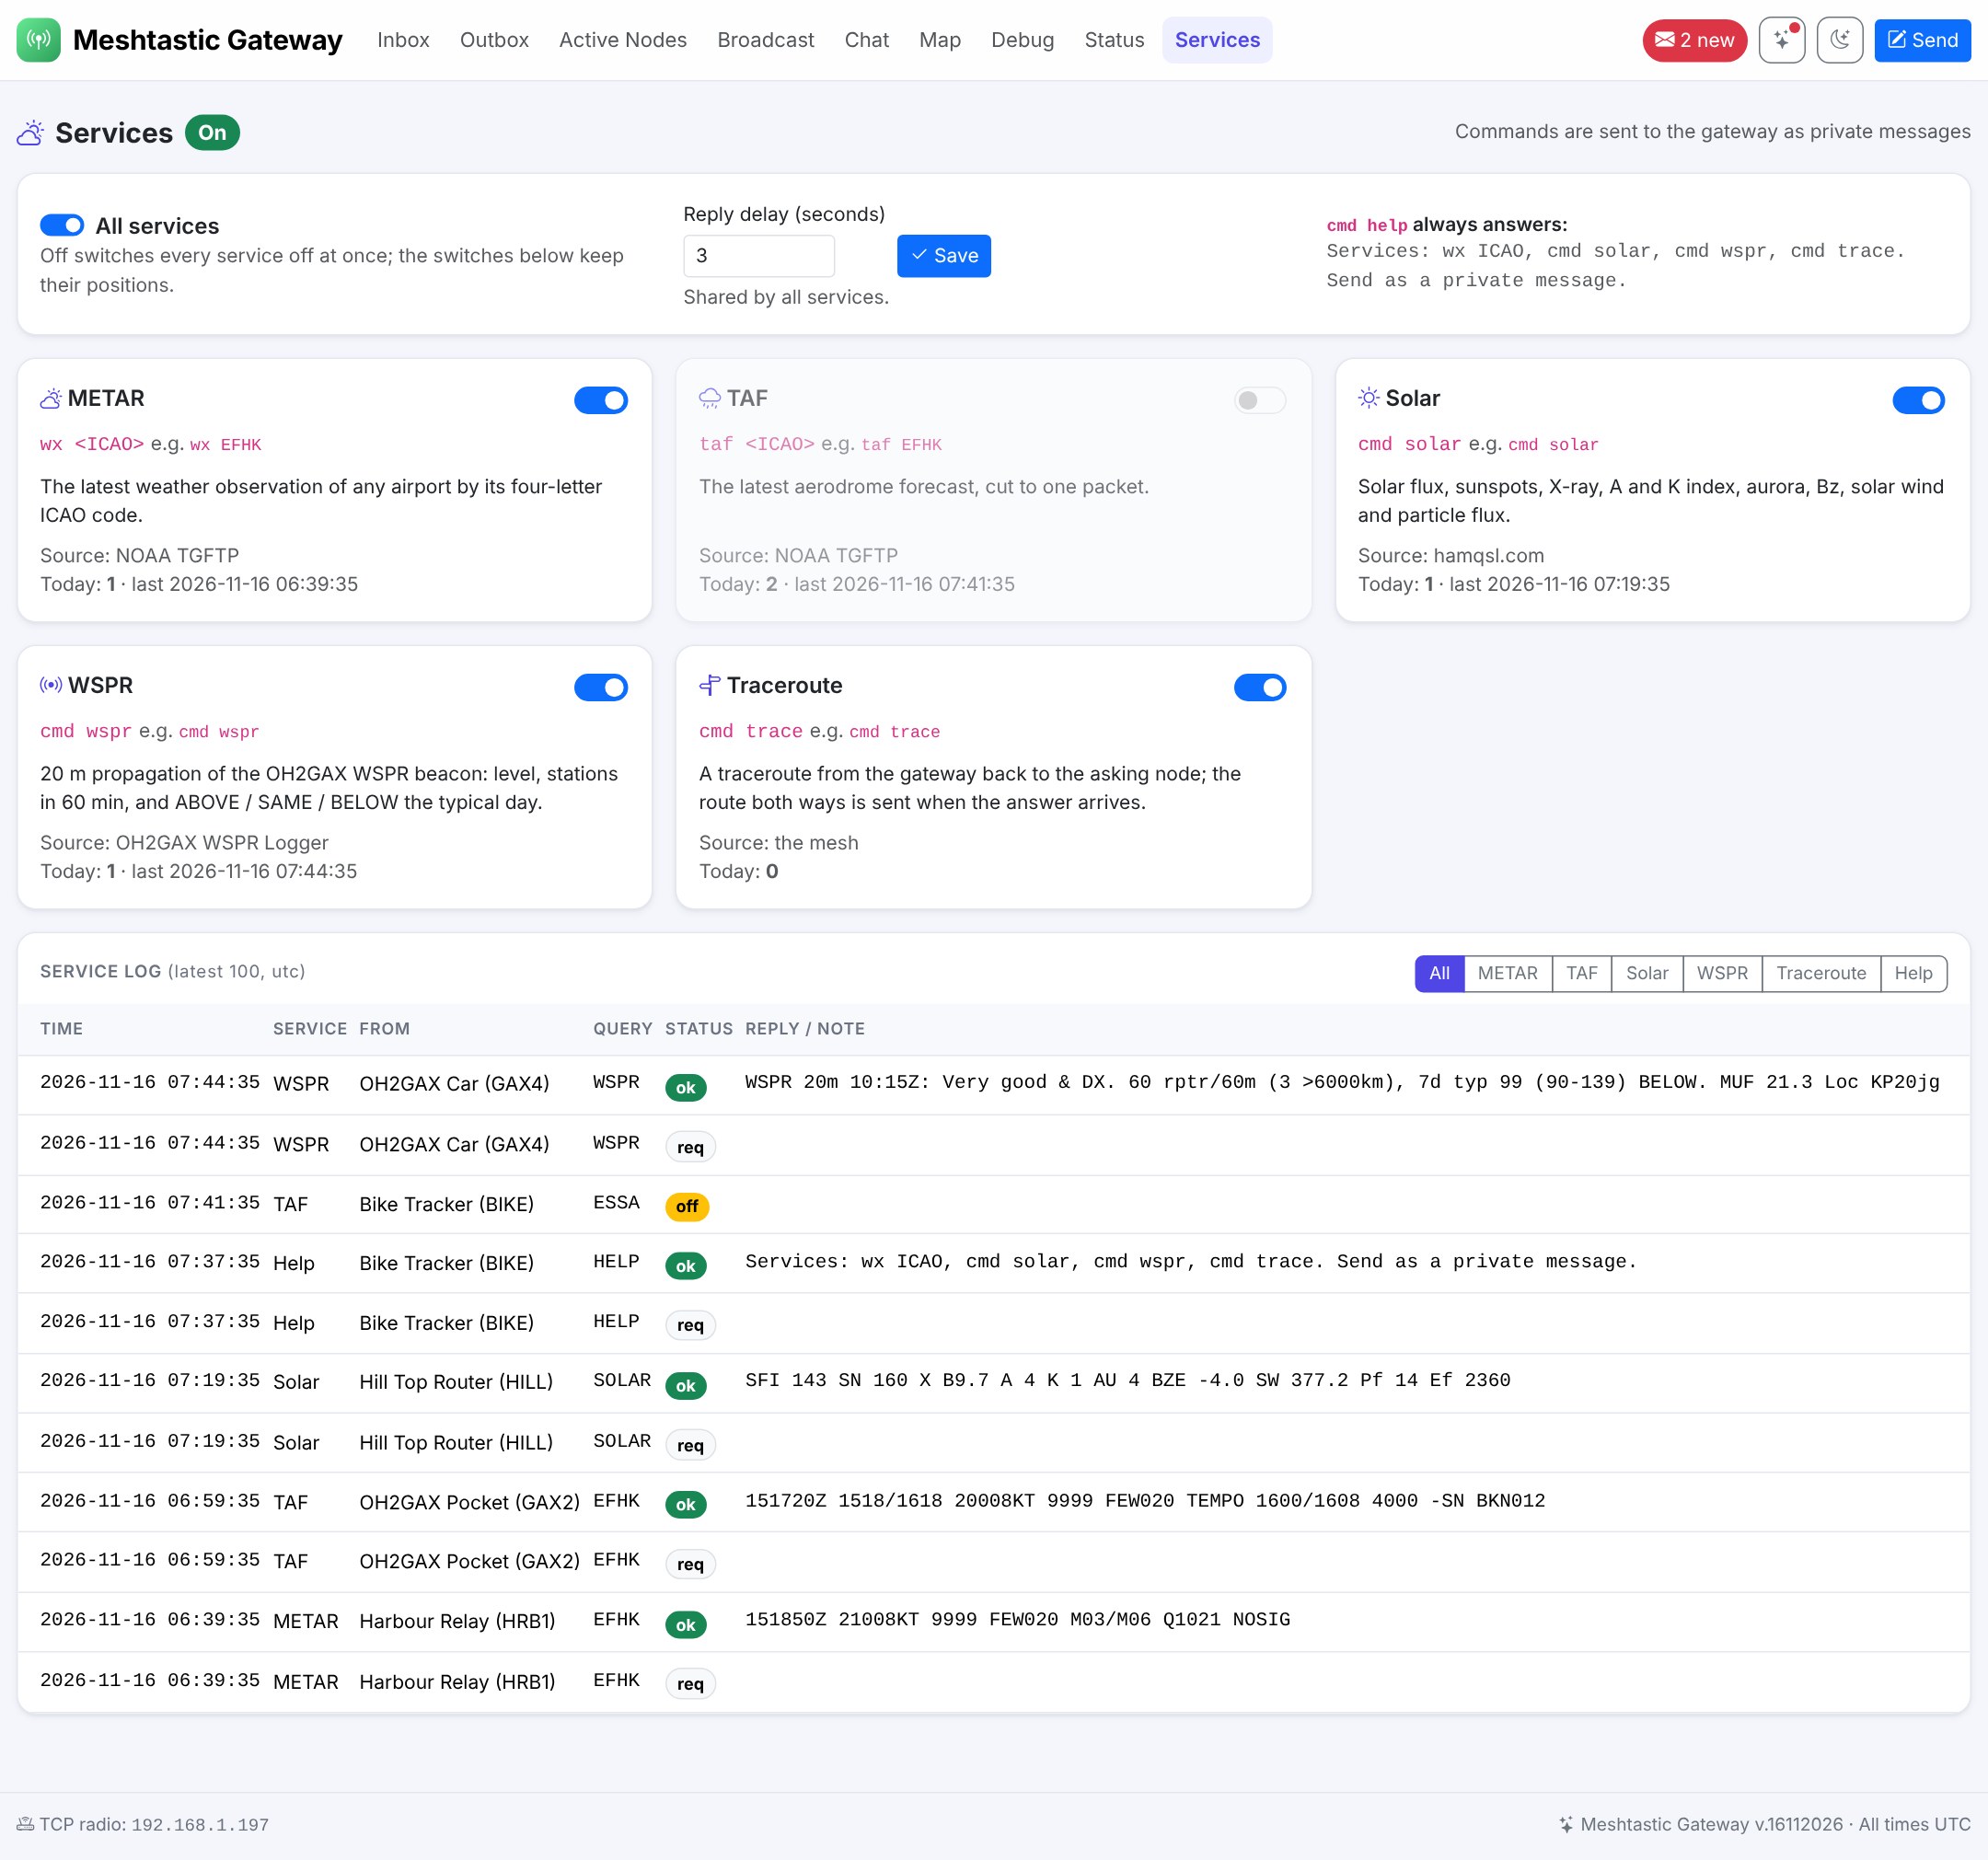 Meshtastic Gateway Inbox Outbox Active Nodes Broadcast Chat Map Debug Status Services 2 new Send
Services On Commands are sent to the gateway as private messages
All services
Off switches every service off at once; the switches below keep
their positions.
Reply delay (seconds)
3 Save
Shared by all services.
cmd help always answers:
Services: wx ICAO, cmd solar, cmd wspr, cmd trace.
Send as a private message.
METAR
wx <ICAO> e.g. wx EFHK
The latest weather observation of any airport by its four-letter
ICAO code.
Source: NOAA TGFTP
Today: 1 · last 2026-11-16 06:39:35
TAF
taf <ICAO> e.g. taf EFHK
The latest aerodrome forecast, cut to one packet.
Source: NOAA TGFTP
Today: 2 · last 2026-11-16 07:41:35
Solar
cmd solar e.g. cmd solar
Solar flux, sunspots, X-ray, A and K index, aurora, Bz, solar wind
and particle flux.
Source: hamqsl.com
Today: 1 · last 2026-11-16 07:19:35
WSPR
cmd wspr e.g. cmd wspr
20 m propagation of the OH2GAX WSPR beacon: level, stations
in 60 min, and ABOVE / SAME / BELOW the typical day.
Source: OH2GAX WSPR Logger
Today: 1 · last 2026-11-16 07:44:35
Traceroute
cmd trace e.g. cmd trace
A traceroute from the gateway back to the asking node; the
route both ways is sent when the answer arrives.
Source: the mesh
Today: 0
SERVICE LOG (latest 100, utc) All METAR TAF Solar WSPR Traceroute Help
TIME SERVICE FROM QUERY STATUS REPLY / NOTE
2026-11-16 07:44:35 WSPR OH2GAX Car (GAX4) WSPR ok WSPR 20m 10:15Z: Very good & DX. 60 rptr/60m (3 >6000km), 7d typ 99 (90-139) BELOW. MUF 21.3 Loc KP20jg
2026-11-16 07:44:35 WSPR OH2GAX Car (GAX4) WSPR req
2026-11-16 07:41:35 TAF Bike Tracker (BIKE) ESSA off
2026-11-16 07:37:35 Help Bike Tracker (BIKE) HELP ok Services: wx ICAO, cmd solar, cmd wspr, cmd trace. Send as a private message.
2026-11-16 07:37:35 Help Bike Tracker (BIKE) HELP req
2026-11-16 07:19:35 Solar Hill Top Router (HILL) SOLAR ok SFI 143 SN 160 X B9.7 A 4 K 1 AU 4 BZE -4.0 SW 377.2 Pf 14 Ef 2360
2026-11-16 07:19:35 Solar Hill Top Router (HILL) SOLAR req
2026-11-16 06:59:35 TAF OH2GAX Pocket (GAX2) EFHK ok 151720Z 1518/1618 20008KT 9999 FEW020 TEMPO 1600/1608 4000 -SN BKN012
2026-11-16 06:59:35 TAF OH2GAX Pocket (GAX2) EFHK req
2026-11-16 06:39:35 METAR Harbour Relay (HRB1) EFHK ok 151850Z 21008KT 9999 FEW020 M03/M06 Q1021 NOSIG
2026-11-16 06:39:35 METAR Harbour Relay (HRB1) EFHK req
TCP radio: 192.168.1.197 Meshtastic Gateway v.16112026 · All times UTC